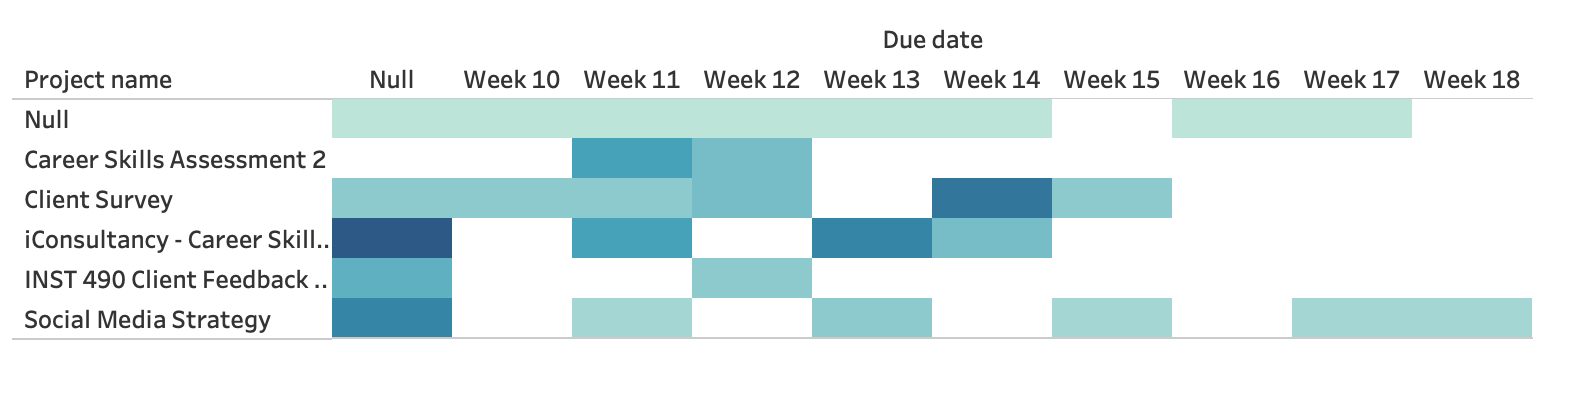 Due date
Project name Null Week 10 Week 11 Week 12 Week 13 Week 14 Week 15 Week 16 Week 17 Week 18
Null
Career Skills Assessment 2
Client Survey
iConsultancy - Career Skill..
INST 490 Client Feedback ..
Social Media Strategy